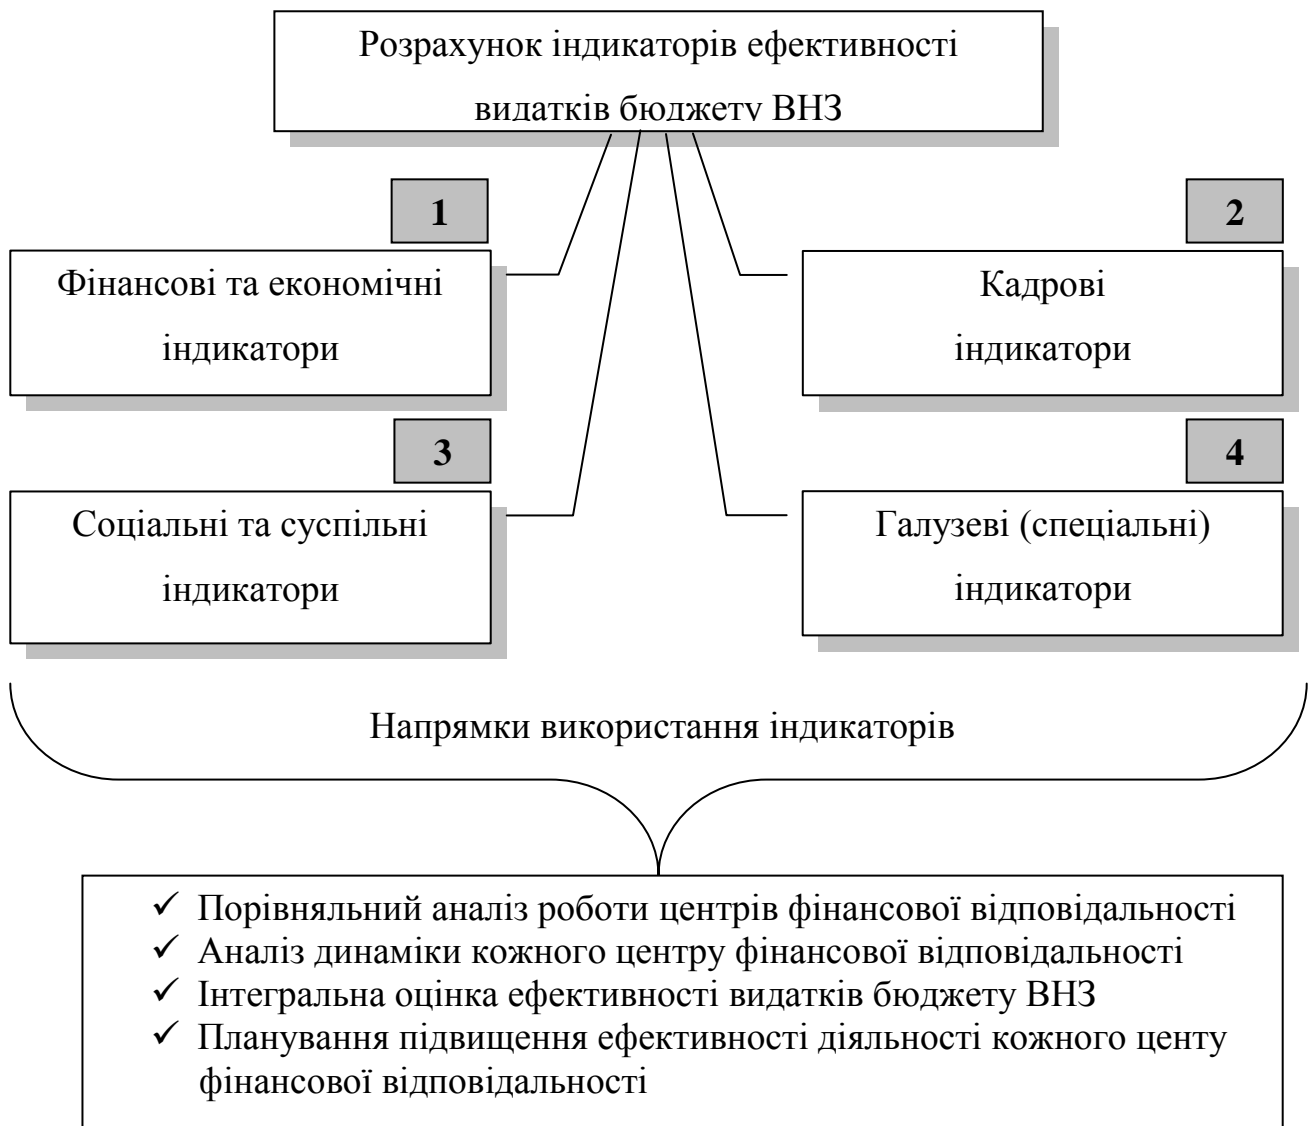 Розрахунок індикаторів ефективності
видатків бюджету ВНЗ
1
Фінансові та економічні
індикатори
2
Кадрові
індикатори
3
Соціальні та суспільні
індикатори
4
Галузеві (спеціальні)
індикатори
Напрямки використання індикаторів
✓ Порівняльний аналіз роботи центрів фінансової відповідальності
✓ Аналіз динаміки кожного центру фінансової відповідальності
✓ Інтегральна оцінка ефективності видатків бюджету ВНЗ
✓ Планування підвищення ефективності діяльності кожного центу
фінансової відповідальності